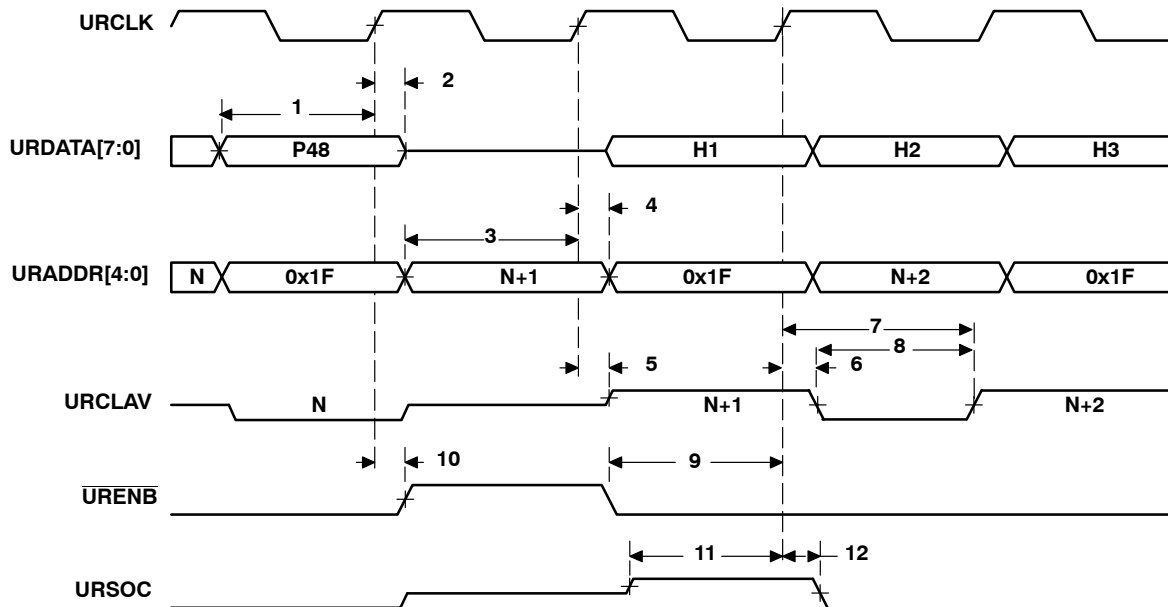 URCLK
2
1
URDATA[7:0] P48 H1 H2 H3
4
3
URADDR[4:0] N 0x1F N+1 0x1F N+2 0x1F
7
8
5 6
URCLAV N N+1 N+2
10 9
URENB
11 12
URSOC